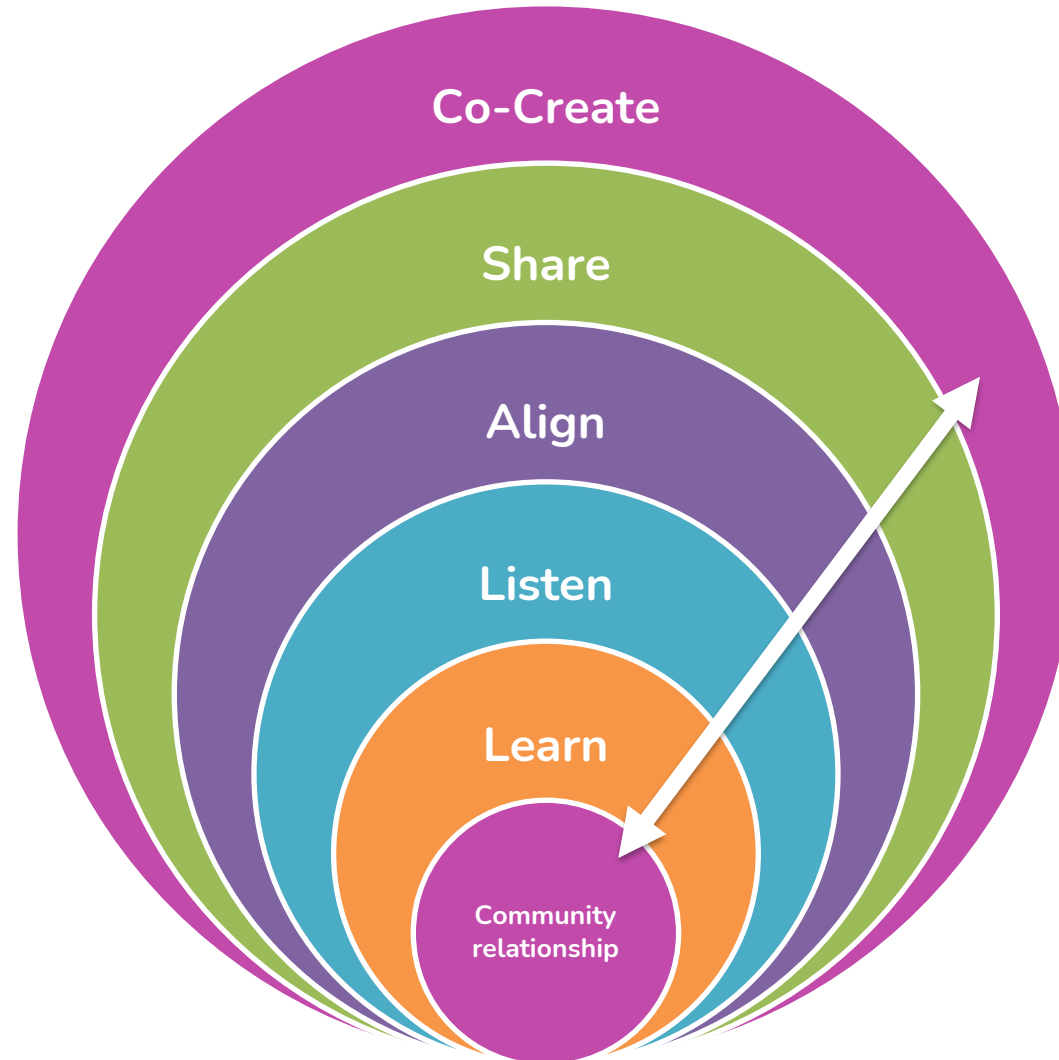 Co-Create
Share
Align
Listen
Learn
Community
relationship